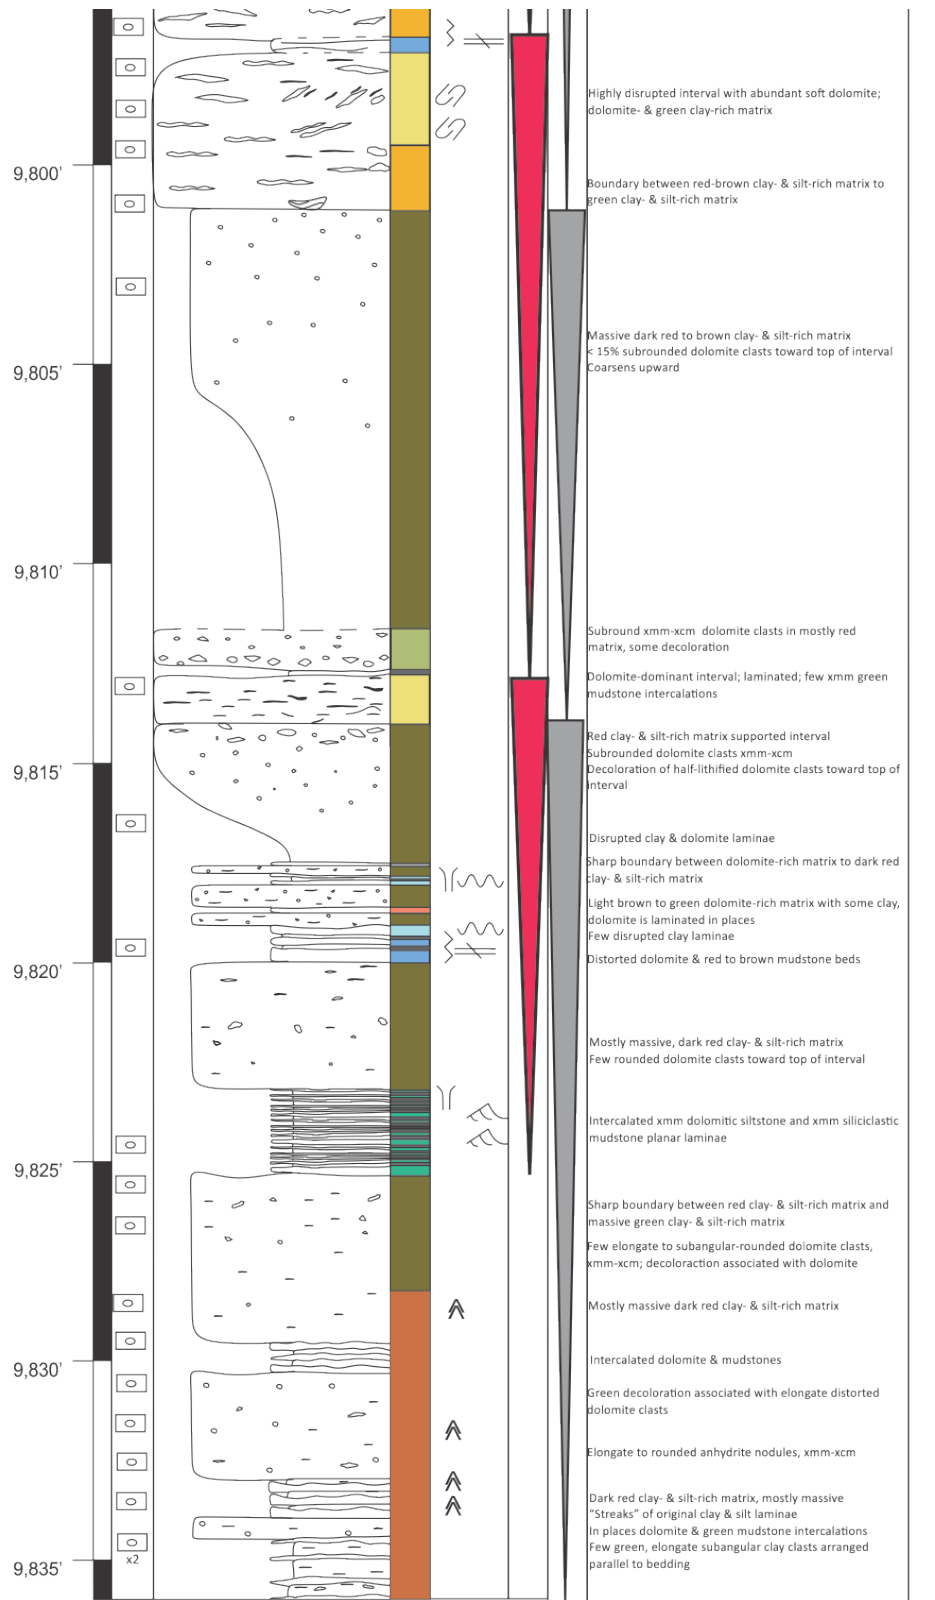 Highly disrupted interval with abundant soft dolomite;
dolomite- & green clay-rich matrix
9,800’
Boundary between red-brown clay- & silt-rich matrix to
green clay- & silt-rich matrix
Massive dark red to brown clay- & silt-rich matrix
< 15% subrounded dolomite clasts toward top of interval
Coarsens upward
9,805’
9,810’
Subround xmm-xcm dolomite clasts in mostly red
matrix, some decoloration
Dolomite-dominant interval; laminated; few xmm green
mudstone intercalations
Red clay- & silt-rich matrix supported interval
Subrounded dolomite clasts xmm-xcm
Decoloration of half-lithified dolomite clasts toward top of
interval
9,815’
Disrupted clay & dolomite laminae
Sharp boundary between dolomite-rich matrix to dark red
clay- & silt-rich matrix
Light brown to green dolomite-rich matrix with some clay,
dolomite is laminated in places
Few disrupted clay laminae
Distorted dolomite & red to brown mudstone beds
9,820’
Mostly massive, dark red clay- & silt-rich matrix
Few rounded dolomite clasts toward top of interval
Intercalated xmm dolomitic siltstone and xmm siliciclastic
mudstone planar laminae
9,825’
Sharp boundary between red clay- & silt-rich matrix and
massive green clay- & silt-rich matrix
Few elongate to subangular-rounded dolomite clasts,
xmm-xcm; decoloraction associated with dolomite
Mostly massive dark red clay- & silt-rich matrix
Intercalated dolomite & mudstones
9,830’
Green decoloration associated with elongate distorted
dolomite clasts
Elongate to rounded anhydrite nodules, xmm-xcm
Dark red clay- & silt-rich matrix, mostly massive
“Streaks” of original clay & silt laminae
In places dolomite & green mudstone intercalations
Few green, elongate subangular clay clasts arranged
parallel to bedding
x2
9,835’